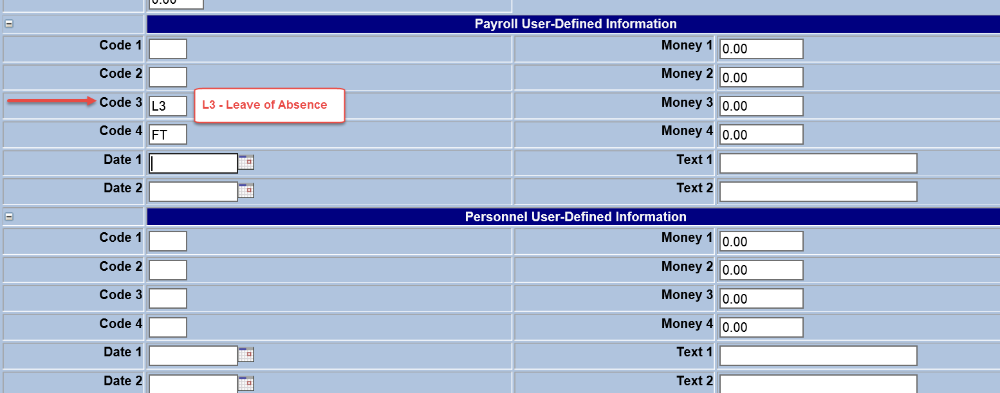 0.00
Payroll User-Defined Information
Code 1 Money 1 0.00
Code 2 Money 2 0.00
Code 3 L3 L3 - Leave of Absence Money 3 0.00
Code 4 FT Money 4 0.00
Date 1 Text 1
Date 2 Text 2
Personnel User-Defined Information
Code 1 Money 1 0.00
Code 2 Money 2 0.00
Code 3 Money 3 0.00
Code 4 Money 4 0.00
Date 1 Text 1
Date 2 Text 2